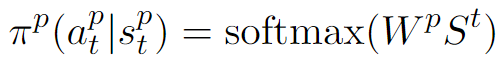 π^p(a_t^p|s_t^p) = softmax(W^p S^t)